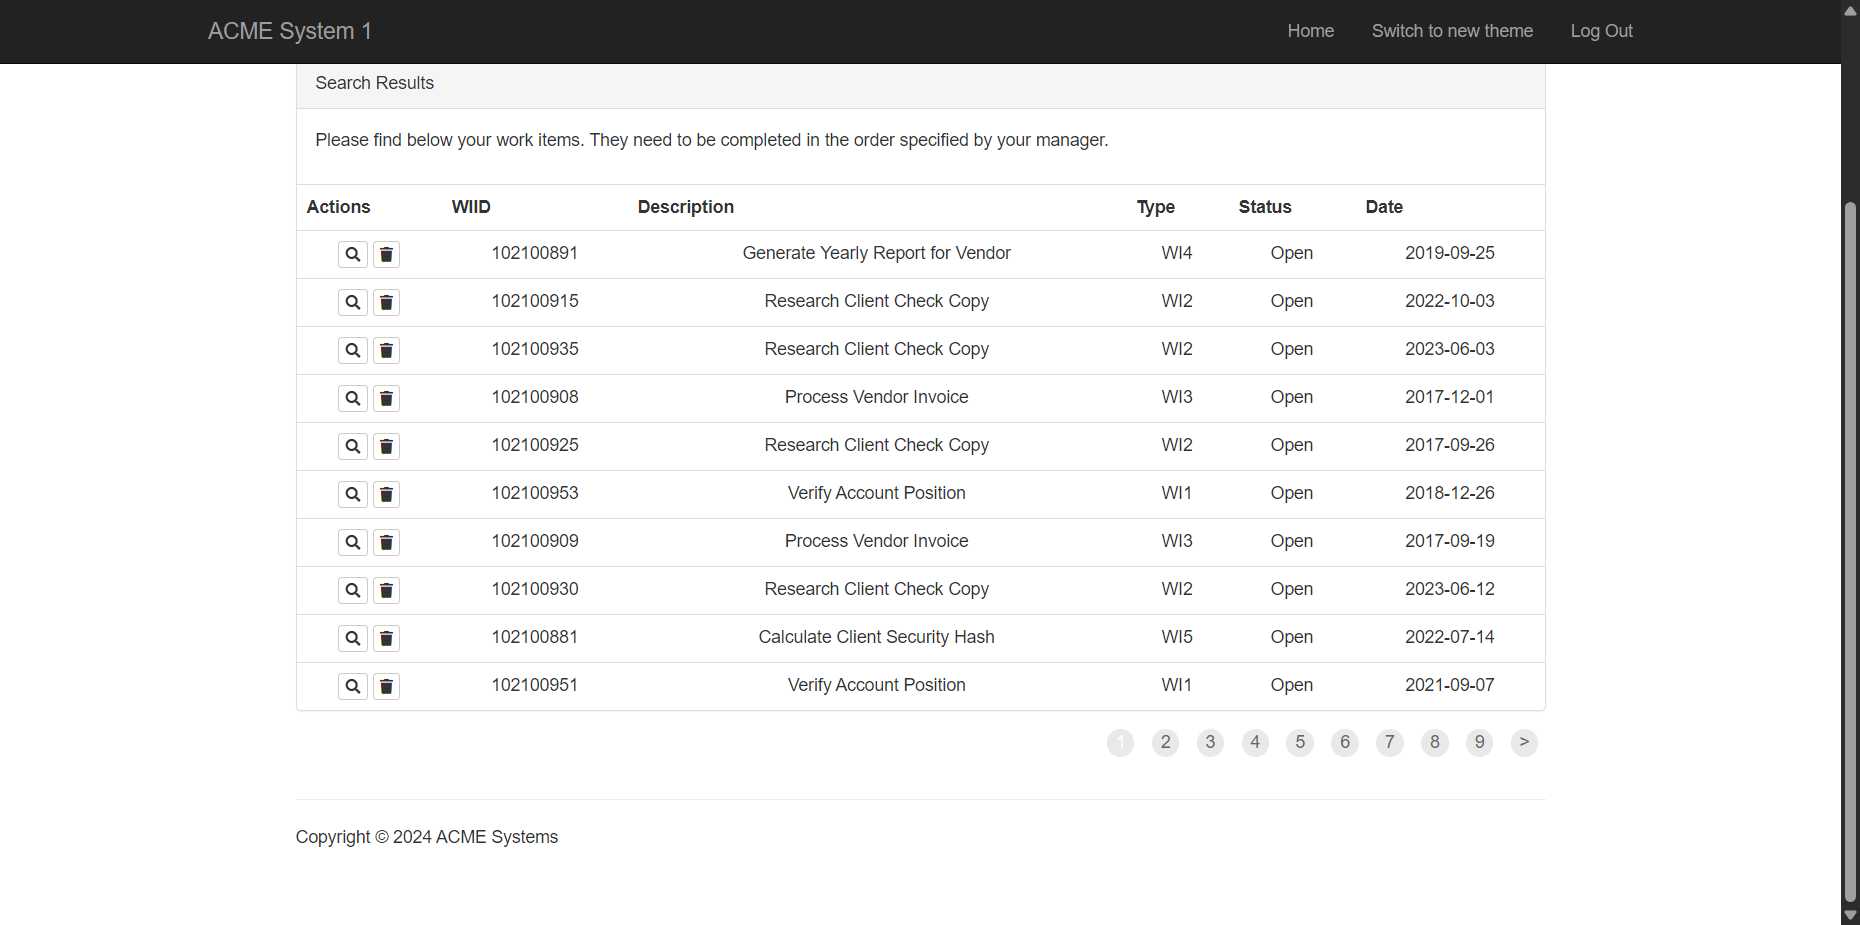 ACME System 1 Home Switch to new theme Log Out
Search Results
Please find below your work items. They need to be completed in the order specified by your manager.
Actions WIID Description Type Status Date
102100891 Generate Yearly Report for Vendor WI4 Open 2019-09-25
102100915 Research Client Check Copy WI2 Open 2022-10-03
102100935 Research Client Check Copy WI2 Open 2023-06-03
102100908 Process Vendor Invoice WI3 Open 2017-12-01
102100925 Research Client Check Copy WI2 Open 2017-09-26
102100953 Verify Account Position WI1 Open 2018-12-26
102100909 Process Vendor Invoice WI3 Open 2017-09-19
102100930 Research Client Check Copy WI2 Open 2023-06-12
102100881 Calculate Client Security Hash WI5 Open 2022-07-14
102100951 Verify Account Position WI1 Open 2021-09-07
1 2 3 4 5 6 7 8 9 >
Copyright © 2024 ACME Systems